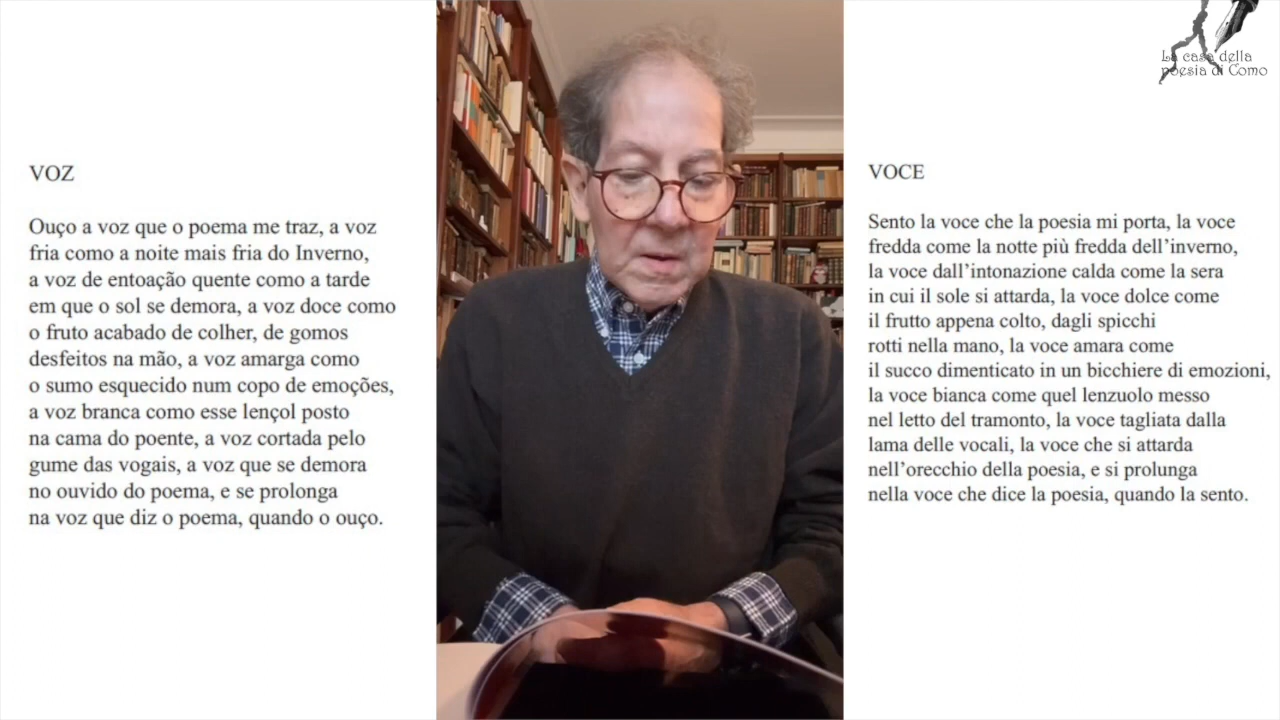 VOZ
Ouço a voz que o poema me traz, a voz
fria como a noite mais fria do Inverno,
a voz de entoação quente como a tarde
em que o sol se demora, a voz doce como
o fruto acabado de colher, de gomos
desfeitos na mão, a voz amarga como
o sumo esquecido num copo de emoções,
a voz branca como esse lençol posto
na cama do poente, a voz cortada pelo
gume das vogais, a voz que se demora
no ouvido do poema, e se prolonga
na voz que diz o poema, quando o ouço.
La casa della
poesia di Como
VOCE
Sento la voce che la poesia mi porta, la voce
fredda come la notte più fredda dell’inverno,
la voce dall’intonazione calda come la sera
in cui il sole si attarda, la voce dolce come
il frutto appena colto, dagli spicchi
rotti nella mano, la voce amara come
il succo dimenticato in un bicchiere di emozioni,
la voce bianca come quel lenzuolo messo
nel letto del tramonto, la voce tagliata dalla
lama delle vocali, la voce che si attarda
nell’orecchio della poesia, e si prolunga
nella voce che dice la poesia, quando la sento.